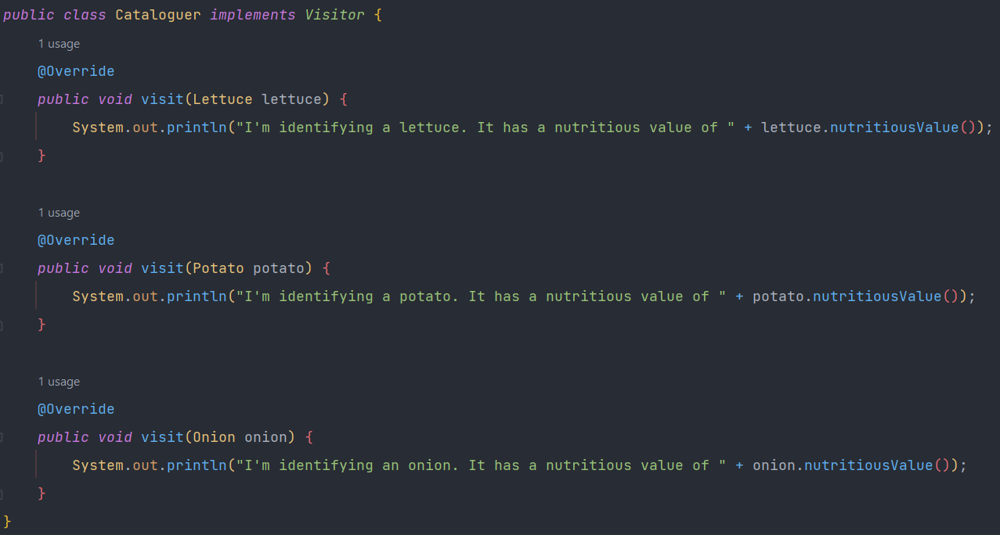 public class Cataloguer implements Visitor {
1 usage
@Override
public void visit(Lettuce lettuce) {
System.out.println("I'm identifying a lettuce. It has a nutritious value of " + lettuce.nutritiousValue());
}
1 usage
@Override
public void visit(Potato potato) {
System.out.println("I'm identifying a potato. It has a nutritious value of " + potato.nutritiousValue());
}
1 usage
@Override
public void visit(Onion onion) {
System.out.println("I'm identifying an onion. It has a nutritious value of " + onion.nutritiousValue());
}
}